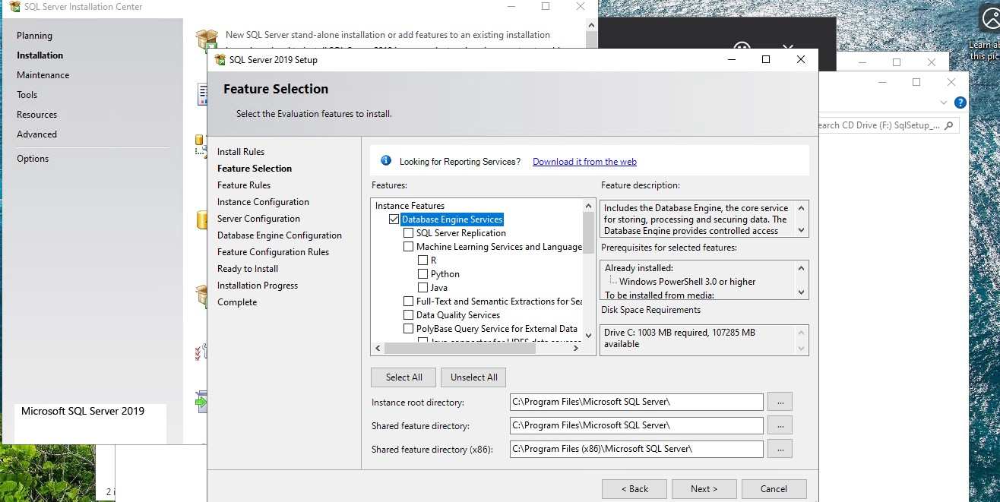 SQL Server Installation Center
Planning
Installation
Maintenance
Tools
Resources
Advanced
Options
Microsoft SQL Server 2019
New SQL Server stand-alone installation or add features to an existing installation
SQL Server 2019 Setup
Feature Selection
Select the Evaluation features to install.
Install Rules
Feature Selection
Feature Rules
Instance Configuration
Server Configuration
Database Engine Configuration
Feature Configuration Rules
Ready to Install
Installation Progress
Complete
Looking for Reporting Services? Download it from the web
Features:
Instance Features
Database Engine Services
SQL Server Replication
Machine Learning Services and Language
R
Python
Java
Full-Text and Semantic Extractions for Sea
Data Quality Services
PolyBase Query Service for External Data
Java connector for HDFS data sources
Feature description:
Includes the Database Engine, the core service
for storing, processing and securing data. The
Database Engine provides controlled access
Prerequisites for selected features:
Already installed:
Windows PowerShell 3.0 or higher
To be installed from media:
Disk Space Requirements
Drive C: 1003 MB required, 107285 MB
available
Select All
Unselect All
Instance root directory: C:\Program Files\Microsoft SQL Server\ ...
Shared feature directory: C:\Program Files\Microsoft SQL Server\ ...
Shared feature directory (x86): C:\Program Files (x86)\Microsoft SQL Server\ ...
< Back
Next >
Cancel
earch CD Drive (F:) SqlSetup_...
Learn ab
this pic
2 i